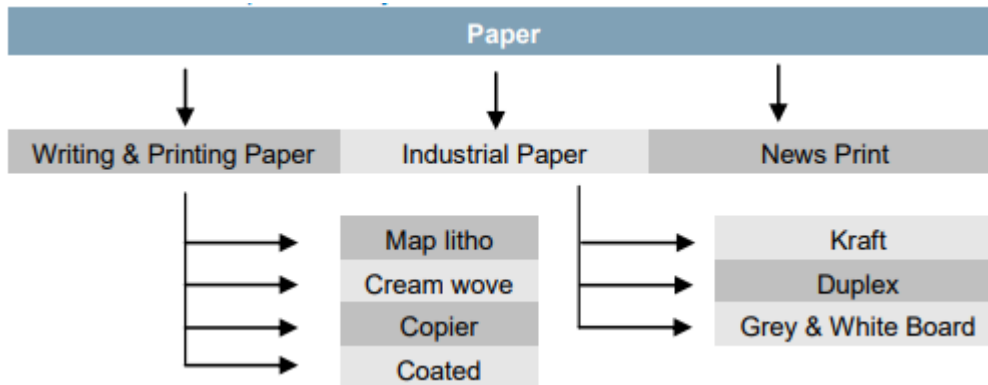 Paper
Writing & Printing Paper
Industrial Paper
News Print
Map litho
Cream wove
Copier
Coated
Kraft
Duplex
Grey & White Board